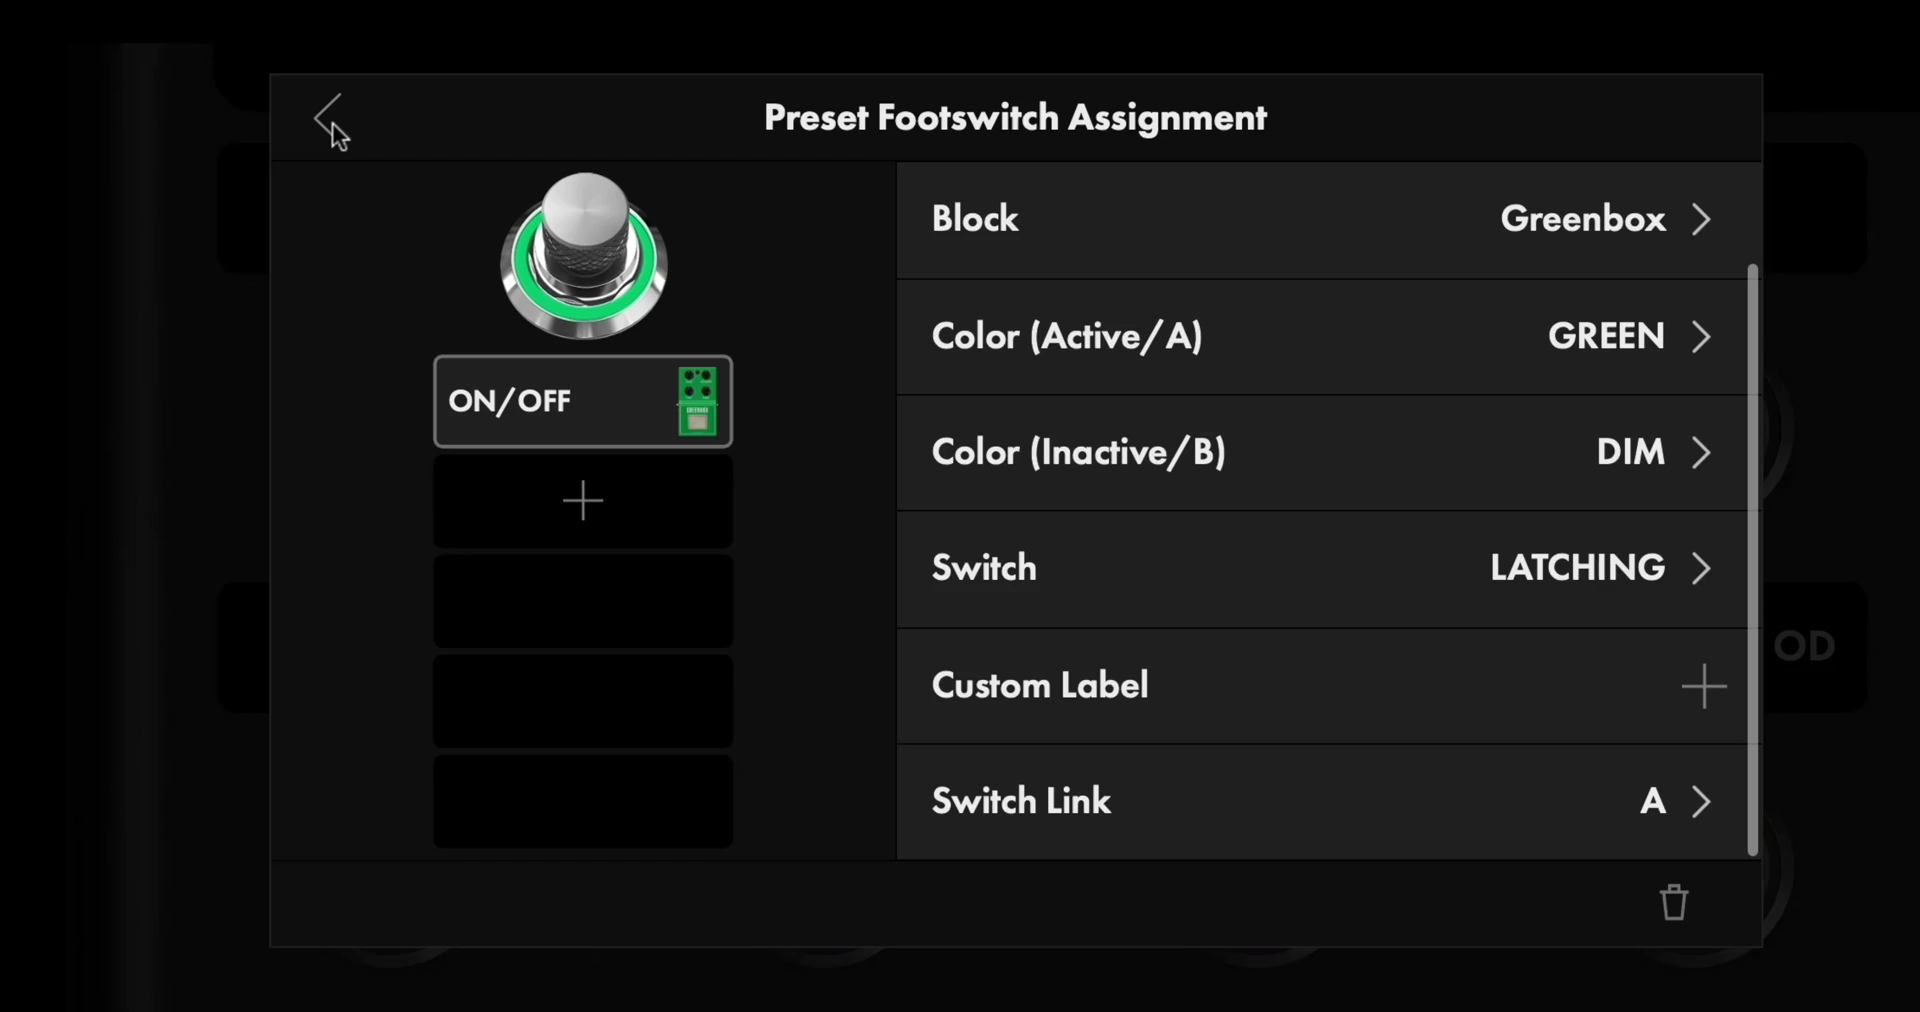 Preset Footswitch Assignment
Block
Greenbox
Color (Active/A)
GREEN
ON/OFF
Color (Inactive/B)
DIM
Switch
LATCHING
OD
Custom Label
Switch Link
A